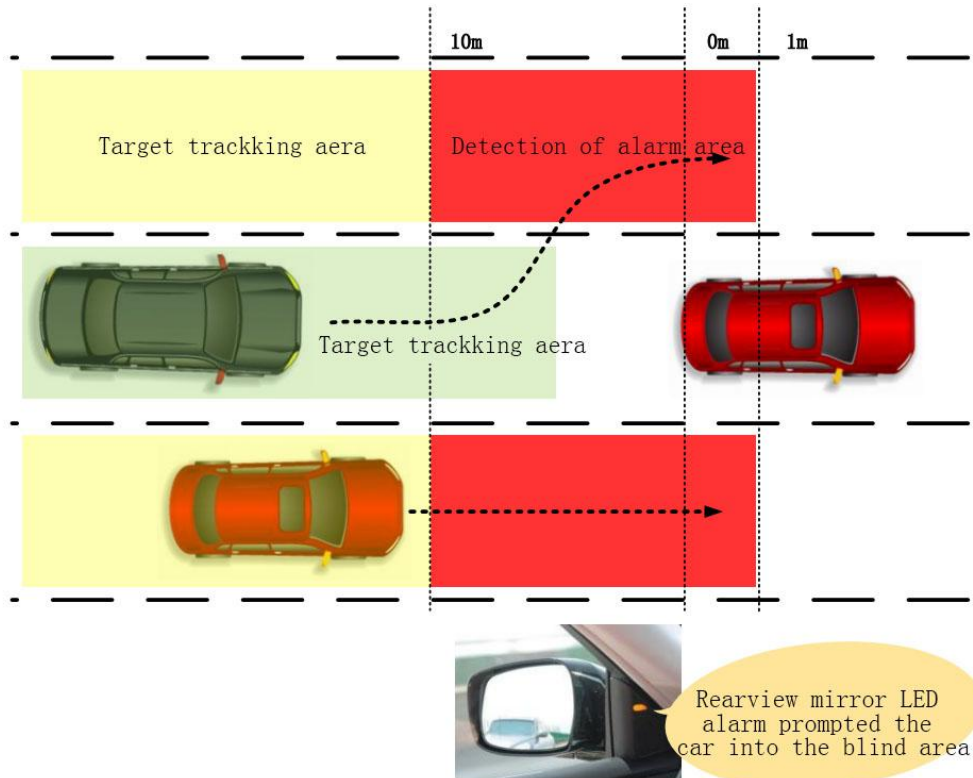 10m 0m 1m
Target trackking aera
Detection of alarm area
Target trackking aera
Rearview mirror LED
alarm prompted the
car into the blind area